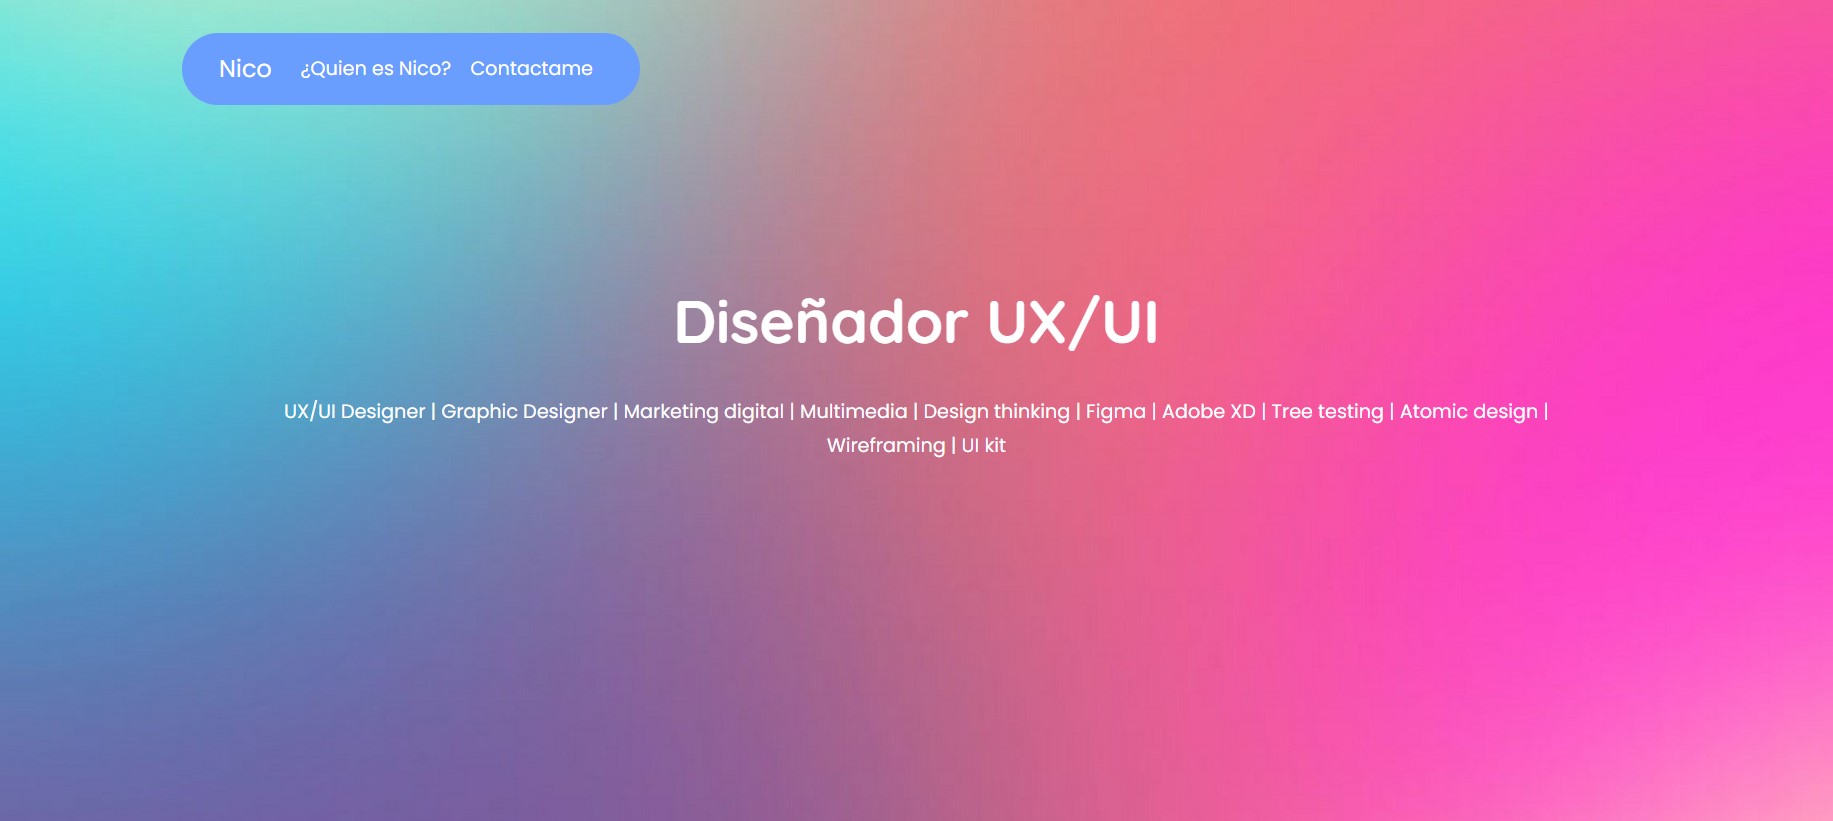 Nico ¿Quien es Nico? Contactame
Diseñador UX/UI
UX/UI Designer | Graphic Designer | Marketing digital | Multimedia | Design thinking | Figma | Adobe XD | Tree testing | Atomic design |
Wireframing | UI kit